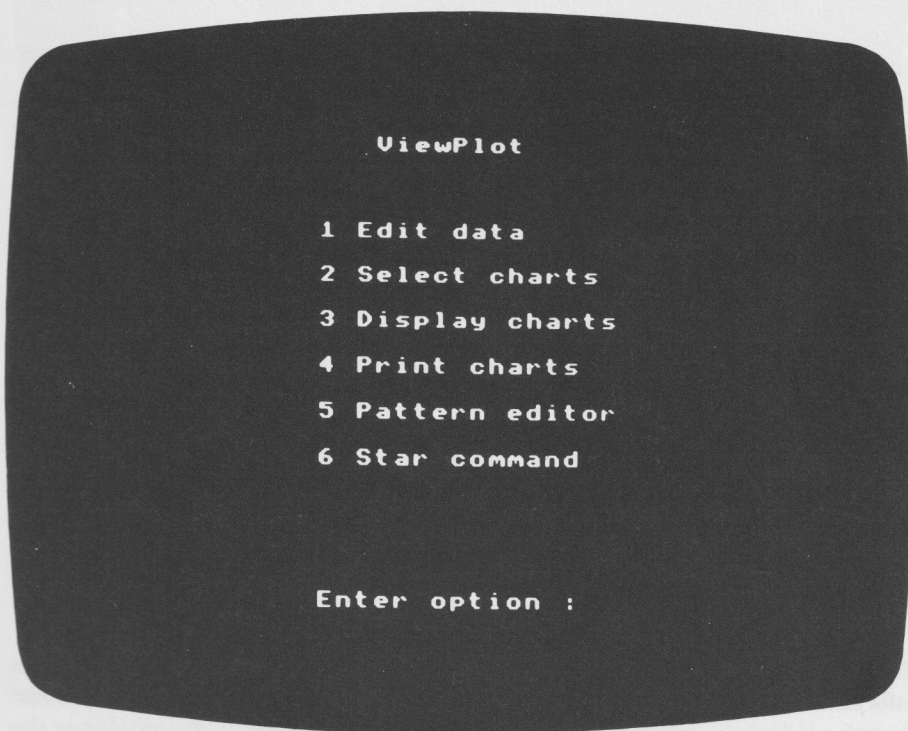 ViewPlot
1 Edit data
2 Select charts
3 Display charts
4 Print charts
5 Pattern editor
6 Star command
Enter option :